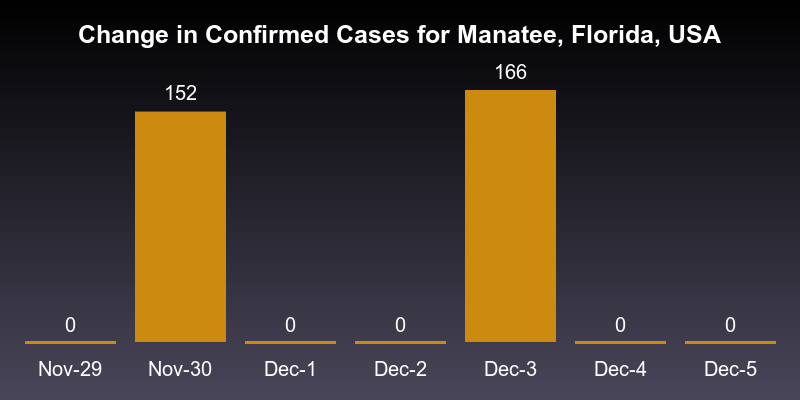 Change in Confirmed Cases for Manatee, Florida, USA
166
152
0 0 0 0 0
Nov-29 Nov-30 Dec-1 Dec-2 Dec-3 Dec-4 Dec-5